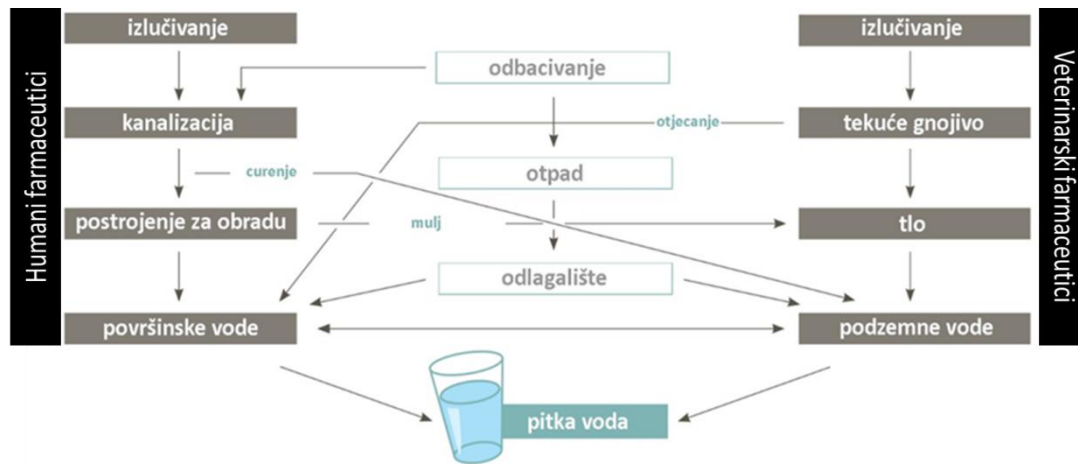 Humani farmaceutici
izlučivanje
izlučivanje
Veterinarski farmaceutici
odbacivanje
kanalizacija
otjecanje
tekuće gnojivo
curenje
otpad
postrojenje za obradu
mulj
tlo
odlagalište
površinske vode
podzemne vode
pitka voda